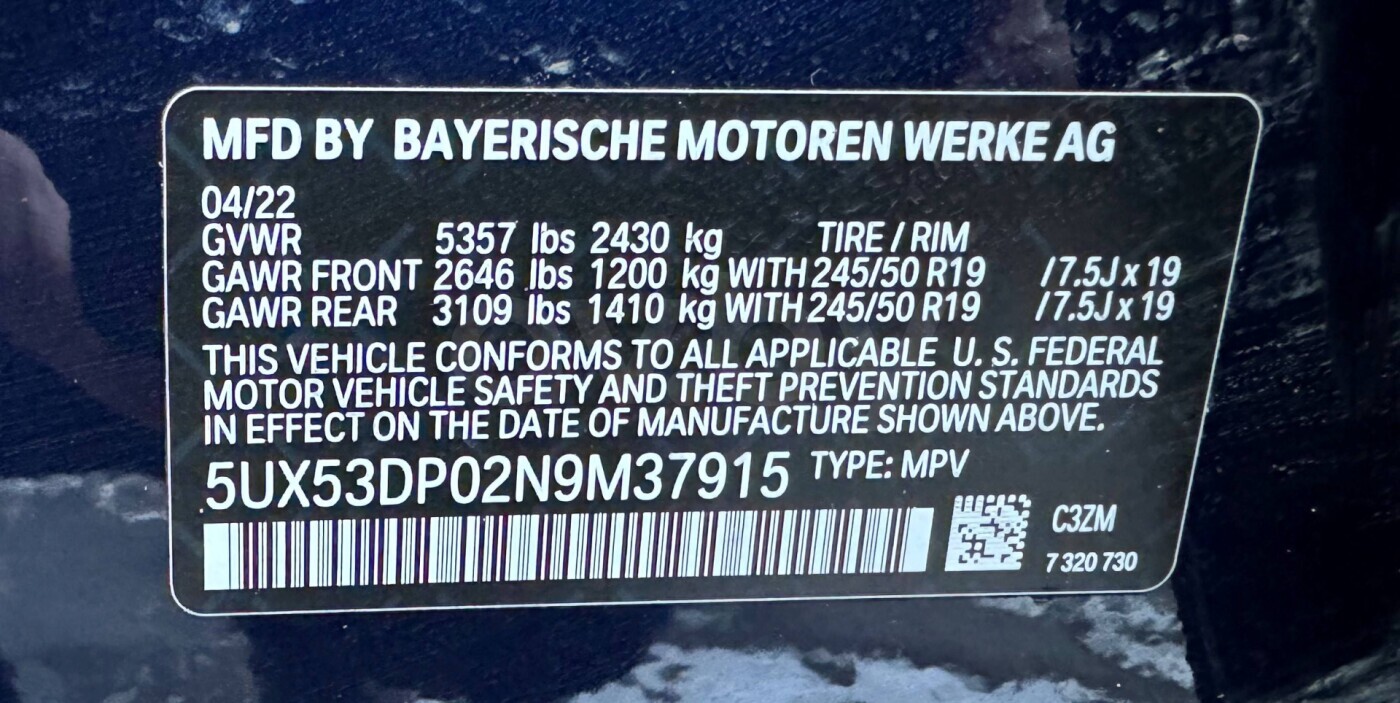 MFD BY BAYERISCHE MOTOREN WERKE AG
04/22
GVWR 5357 lbs 2430 kg TIRE / RIM
GAWR FRONT 2646 lbs 1200 kg WITH 245/50 R19 /7.5J x 19
GAWR REAR 3109 lbs 1410 kg WITH 245/50 R19 /7.5J x 19
THIS VEHICLE CONFORMS TO ALL APPLICABLE U. S. FEDERAL
MOTOR VEHICLE SAFETY AND THEFT PREVENTION STANDARDS
IN EFFECT ON THE DATE OF MANUFACTURE SHOWN ABOVE.
5UX53DP02N9M37915 TYPE: MPV
C3ZM
7 320 730